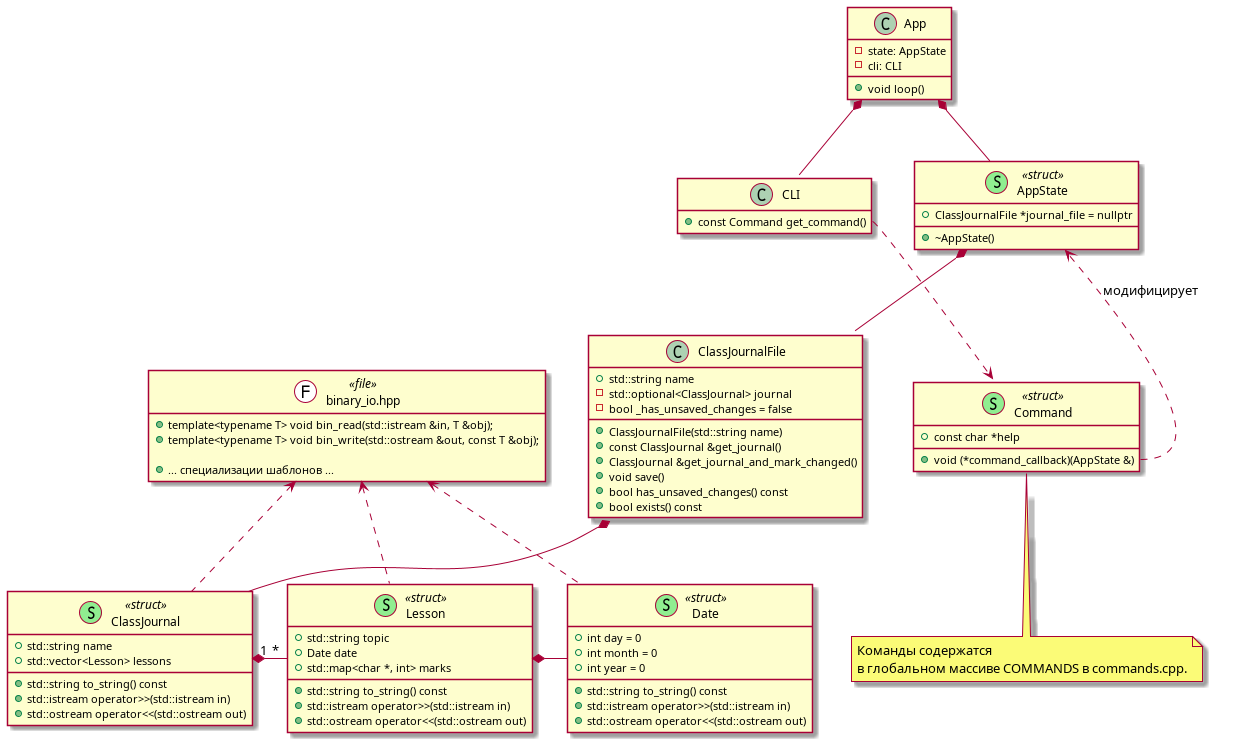 C App
state: AppState
cli: CLI
void loop()
C CLI
const Command get_command()
S «struct»
AppState
ClassJournalFile *journal_file = nullptr
~AppState()
модифицирует
C ClassJournalFile
std::string name
std::optional<ClassJournal> journal
bool _has_unsaved_changes = false
ClassJournalFile(std::string name)
const ClassJournal &get_journal()
ClassJournal &get_journal_and_mark_changed()
void save()
bool has_unsaved_changes() const
bool exists() const
F «file»
binary_io.hpp
template<typename T> void bin_read(std::istream &in, T &obj);
template<typename T> void bin_write(std::ostream &out, const T &obj);
... специализации шаблонов ...
S «struct»
Command
const char *help
void (*command_callback)(AppState &)
S «struct»
ClassJournal
std::string name
std::vector<Lesson> lessons
std::string to_string() const
std::istream operator>>(std::istream in)
std::ostream operator<<(std::ostream out)
1 *
S «struct»
Lesson
std::string topic
Date date
std::map<char *, int> marks
std::string to_string() const
std::istream operator>>(std::istream in)
std::ostream operator<<(std::ostream out)
S «struct»
Date
int day = 0
int month = 0
int year = 0
std::string to_string() const
std::istream operator>>(std::istream in)
std::ostream operator<<(std::ostream out)
Команды содержатся
в глобальном массиве COMMANDS в commands.cpp.